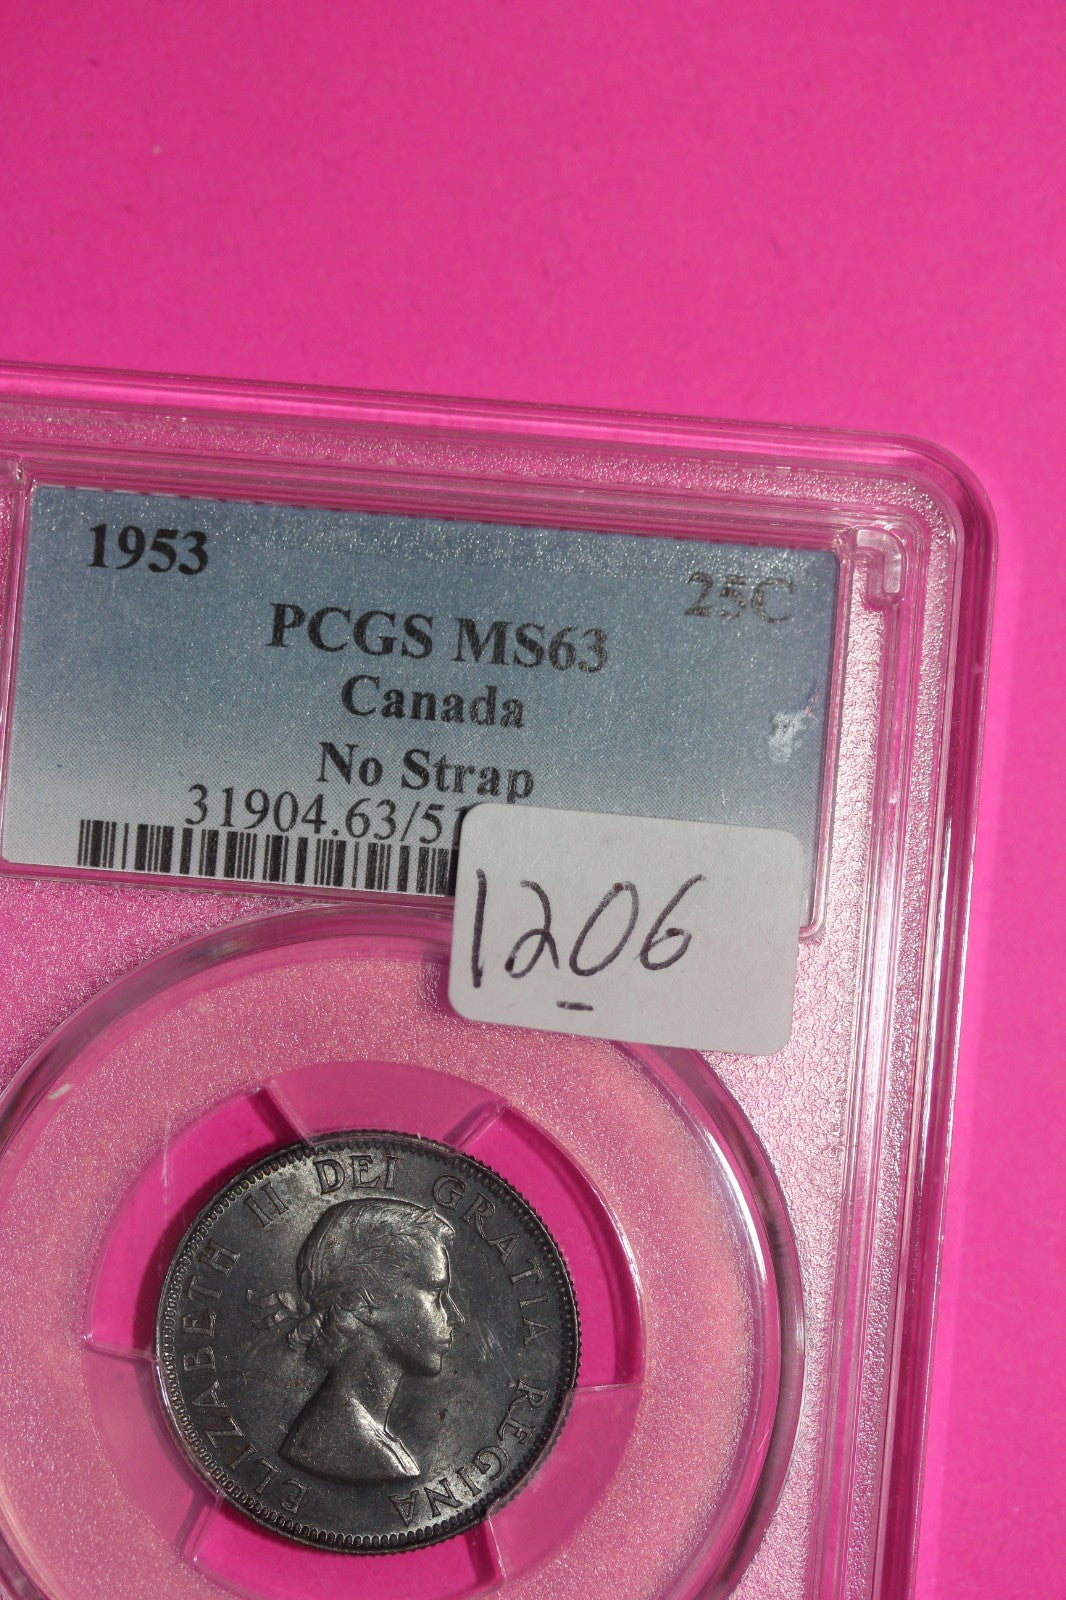 1953 25C
PCGS MS63
Canada
No Strap
31904.63/51
1206
ELIZABETH II DEI GRATIA REGINA